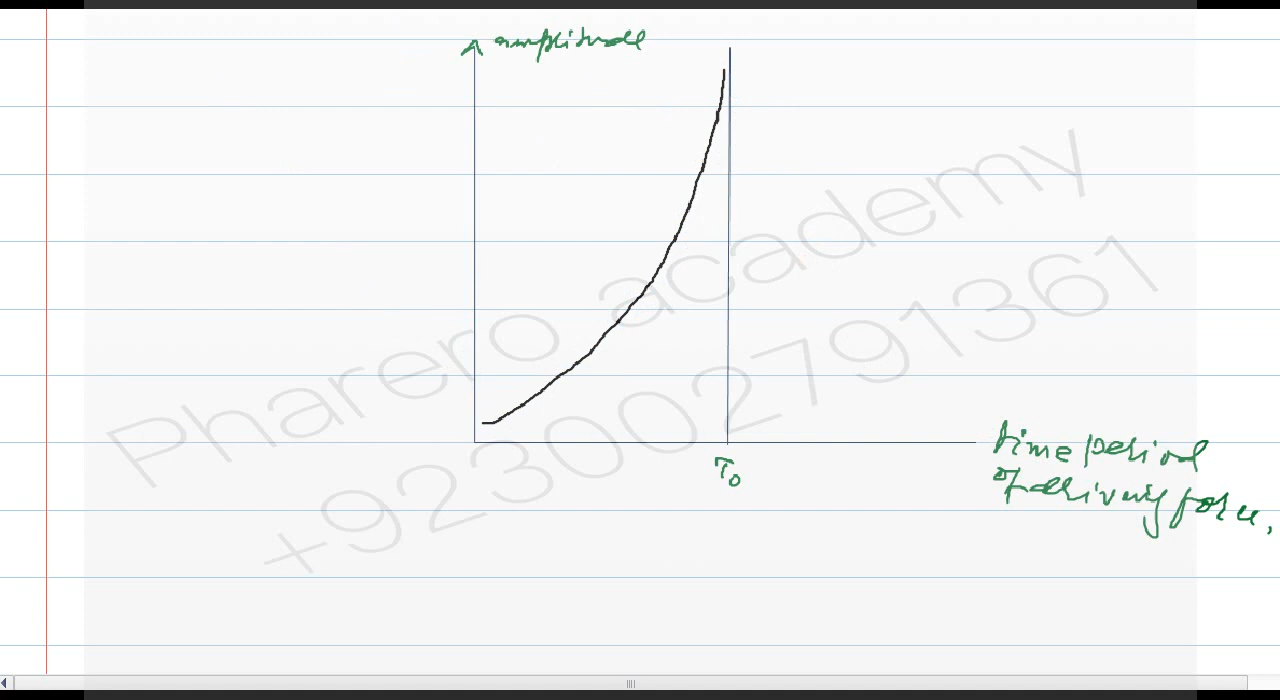 amplitude
Pharero academy
+923002791361
T₀
time period
of driving force.